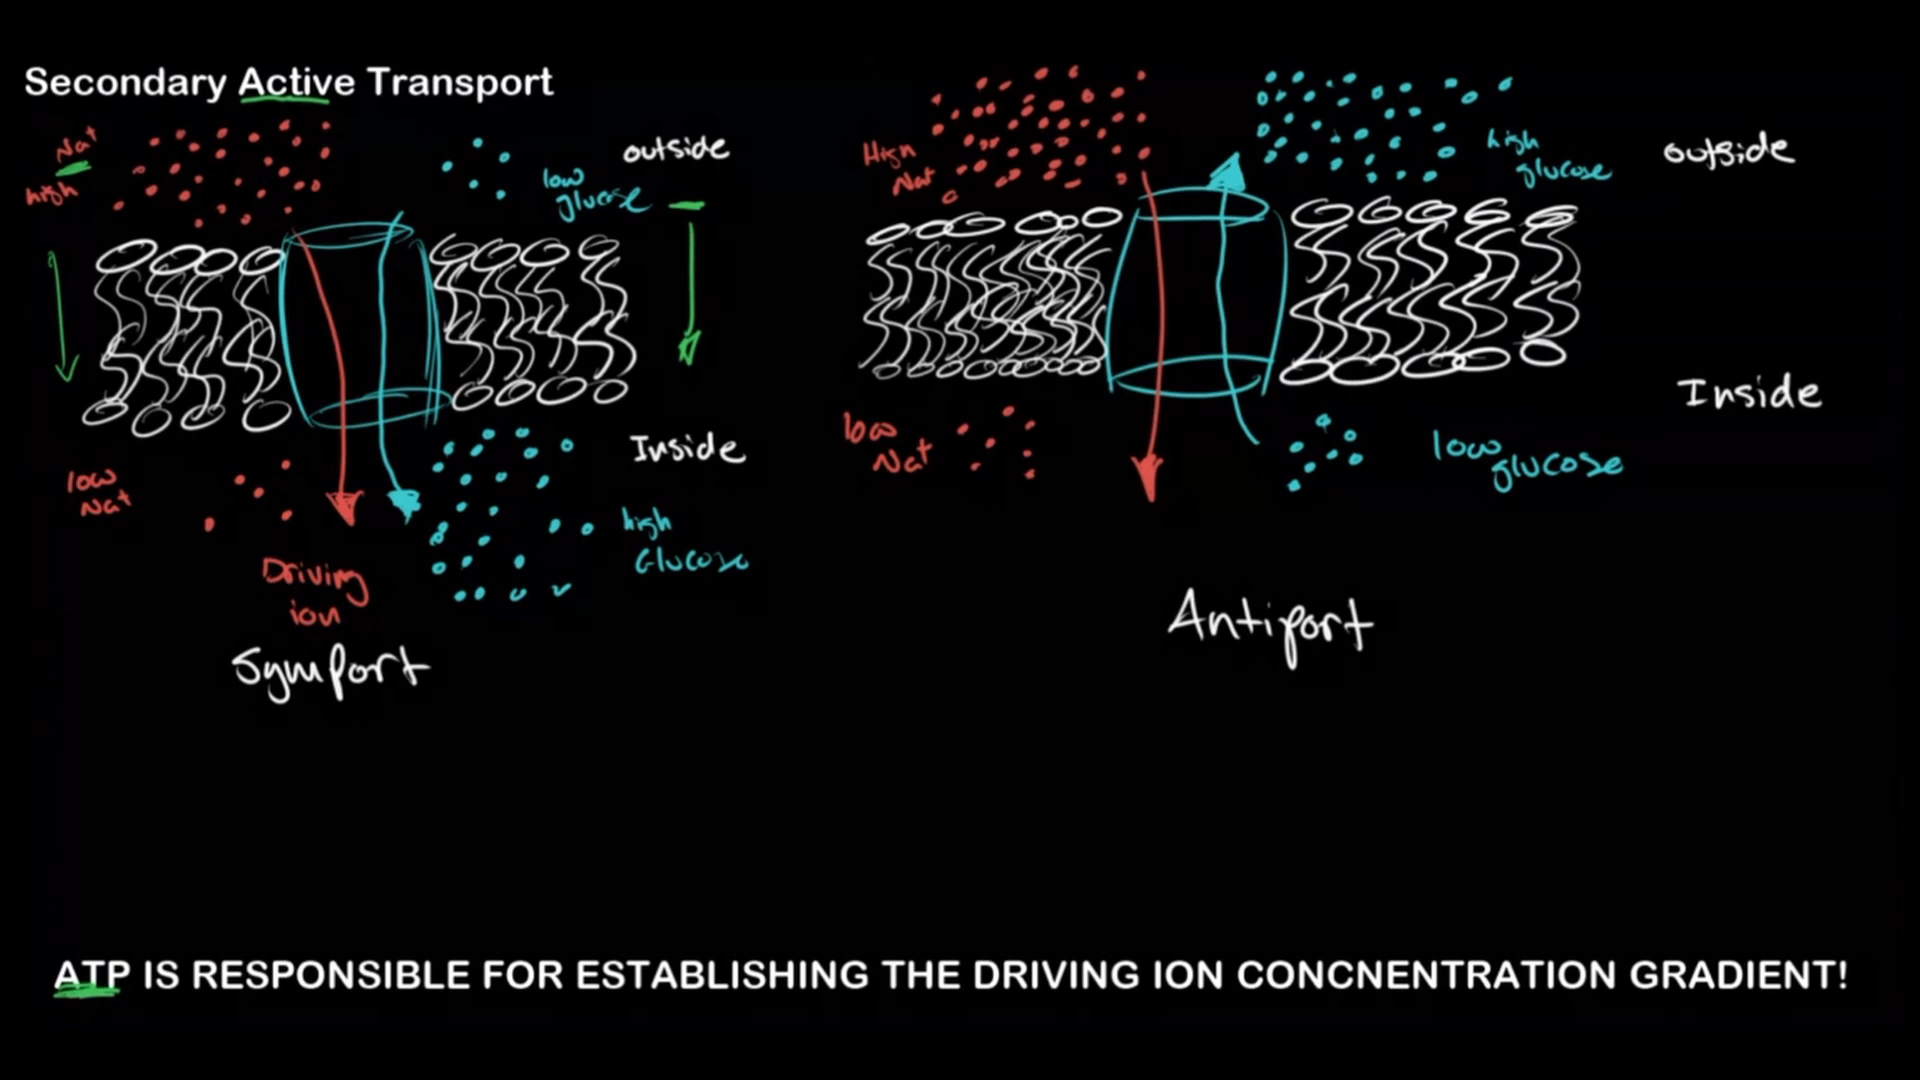 Secondary Active Transport
Na+
high
low
glucose
outside
low
Na+
Inside
high
Glucose
Driving
ion
Symport
High
Na+
high
glucose
outside
low
Na+
low
glucose
Inside
Antiport
ATP IS RESPONSIBLE FOR ESTABLISHING THE DRIVING ION CONCNENTRATION GRADIENT!